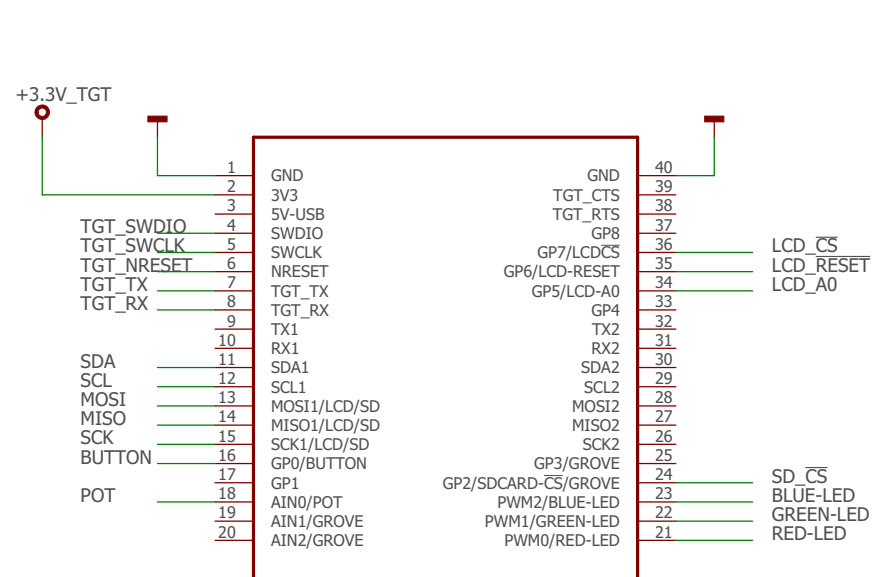 +3.3V_TGT
1 GND GND 40
2 3V3 TGT_CTS 39
3 5V-USB TGT_RTS 38
TGT_SWDIO 4 SWDIO GP8 37
TGT_SWCLK 5 SWCLK GP7/LCDC̅S̅ 36 LCD_C̅S̅
TGT_NRESET 6 NRESET GP6/LCD-RESET 35 LCD_R̅E̅S̅E̅T̅
TGT_TX 7 TGT_TX GP5/LCD-A0 34 LCD_A0
TGT_RX 8 TGT_RX GP4 33
9 TX1 TX2 32
10 RX1 RX2 31
SDA 11 SDA1 SDA2 30
SCL 12 SCL1 SCL2 29
MOSI 13 MOSI1/LCD/SD MOSI2 28
MISO 14 MISO1/LCD/SD MISO2 27
SCK 15 SCK1/LCD/SD SCK2 26
BUTTON 16 GP0/BUTTON GP3/GROVE 25
17 GP1 GP2/SDCARD-C̅S̅/GROVE 24 SD_C̅S̅
POT 18 AIN0/POT PWM2/BLUE-LED 23 BLUE-LED
19 AIN1/GROVE PWM1/GREEN-LED 22 GREEN-LED
20 AIN2/GROVE PWM0/RED-LED 21 RED-LED